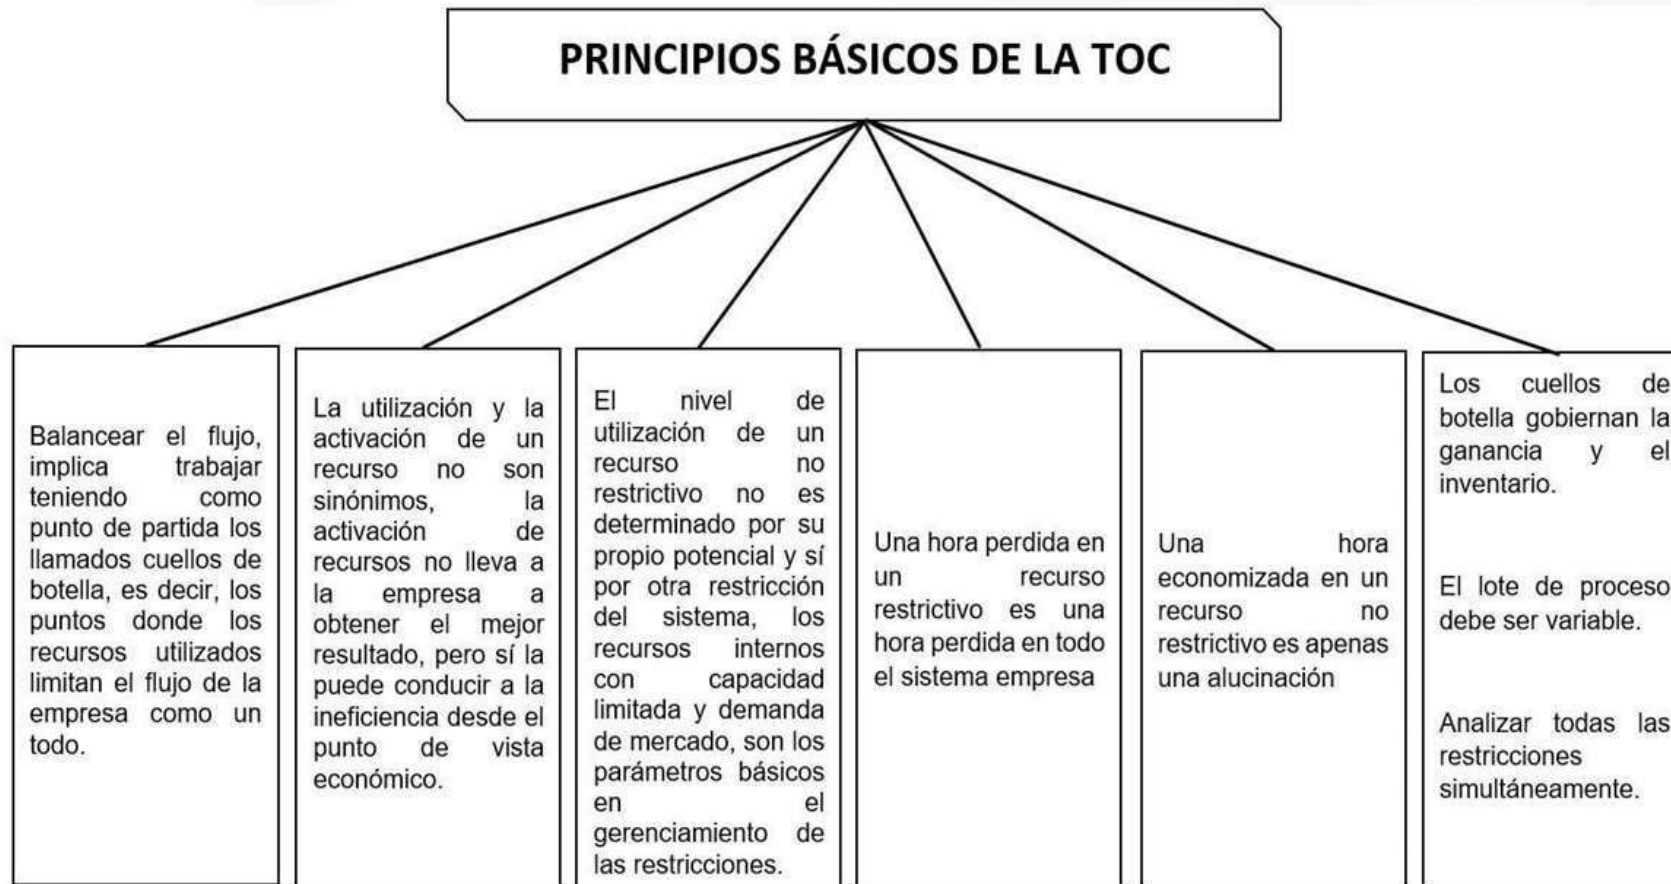 PRINCIPIOS BÁSICOS DE LA TOC
Balancear el flujo,
implica trabajar
teniendo como
punto de partida los
llamados cuellos de
botella, es decir, los
puntos donde los
recursos utilizados
limitan el flujo de la
empresa como un
todo.
La utilización y la
activación de un
recurso no son
sinónimos, la
activación de
recursos no lleva a
la empresa a
obtener el mejor
resultado, pero sí la
puede conducir a la
ineficiencia desde el
punto de vista
económico.
El nivel de
utilización de un
recurso no
restrictivo no es
determinado por su
propio potencial y sí
por otra restricción
del sistema, los
recursos internos
con capacidad
limitada y demanda
de mercado, son los
parámetros básicos
en el
gerenciamiento de
las restricciones.
Una hora perdida en
un recurso
restrictivo es una
hora perdida en todo
el sistema empresa
Una hora
economizada en un
recurso no
restrictivo es apenas
una alucinación
Los cuellos de
botella gobiernan la
ganancia y el
inventario.
El lote de proceso
debe ser variable.
Analizar todas las
restricciones
simultáneamente.